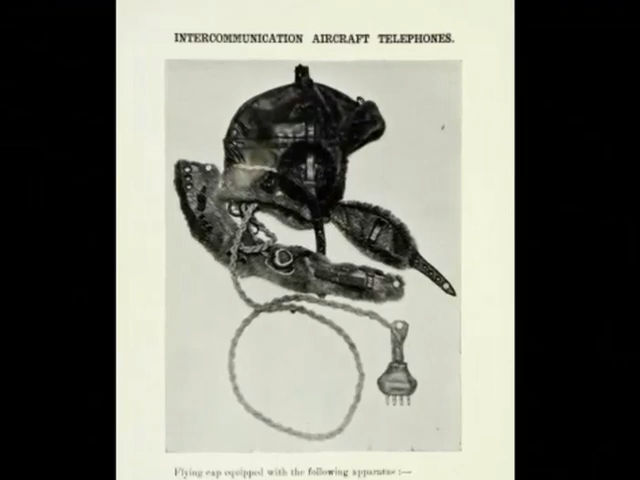 INTERCOMMUNICATION AIRCRAFT TELEPHONES.
Flying cap equipped with the following apparatus :—